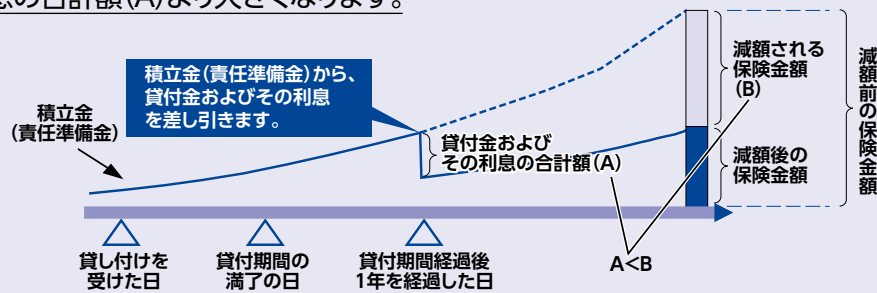 息の合計額(A)より大きくなります。
積立金(責任準備金)から、
貸付金およびその利息
を差し引きます。
積立金
(責任準備金)
貸付金および
その利息の合計額(A)
減額される
保険金額
(B)
減額後の
保険金額
減額前の保険金額
貸し付けを
受けた日
貸付期間の
満了の日
貸付期間経過後
1年を経過した日
A<B